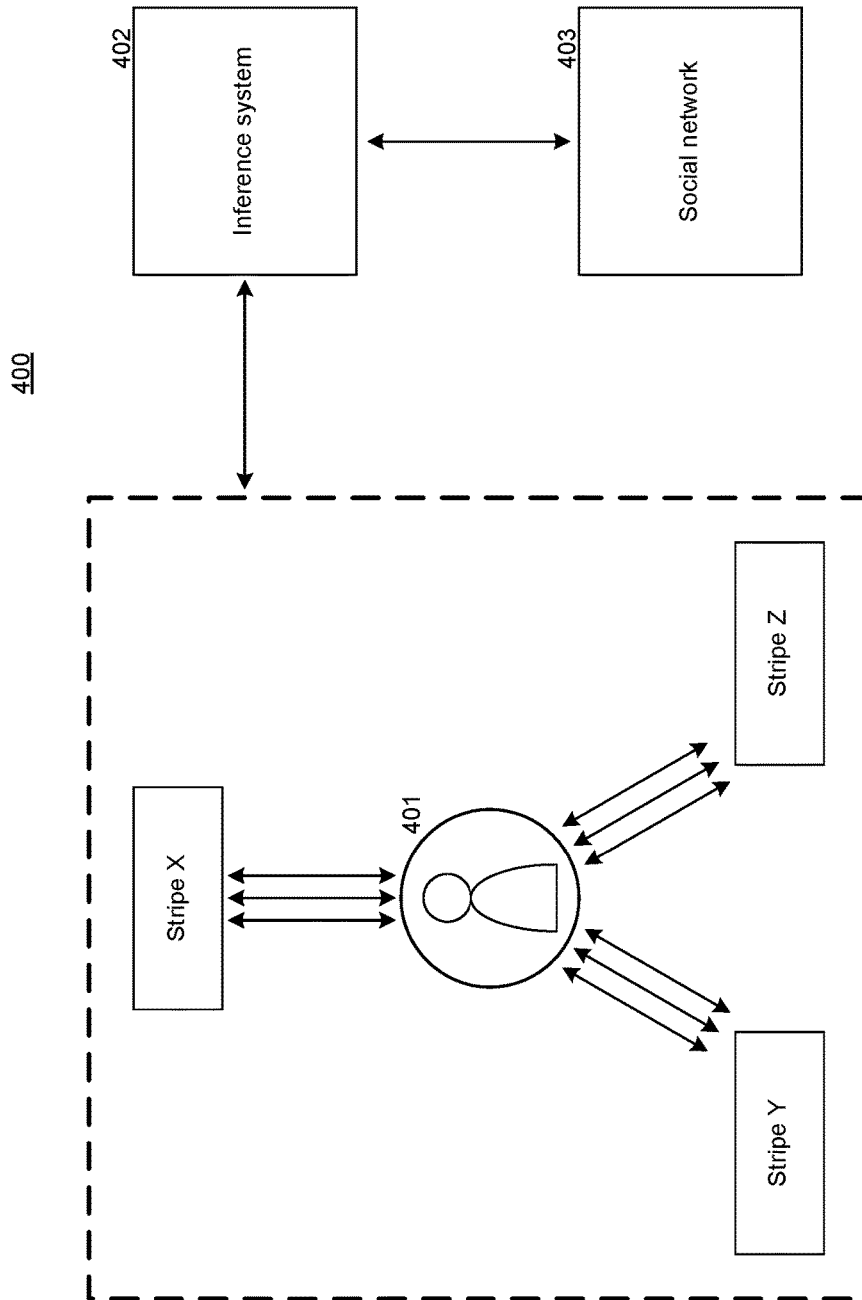 400
Stripe Y
Stripe X
Stripe Z
401
Inference system
402
Social network
403